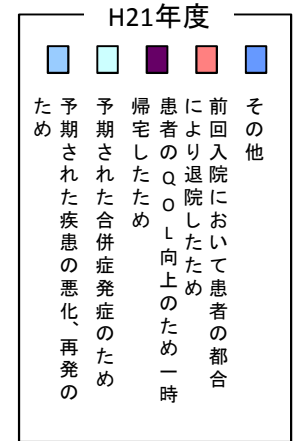 H21年度
その他
前回入院において患者の都合
により退院したため
患者のQOL向上のため一時
帰宅したため
予期された合併症発症のため
予期された疾患の悪化、再発の
ため